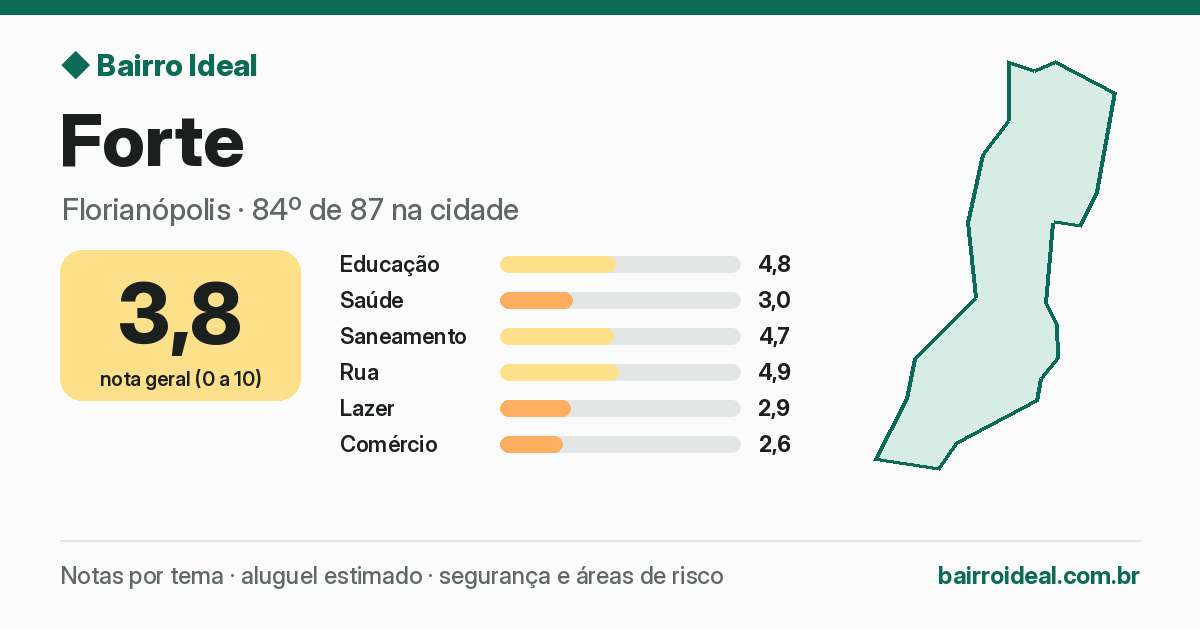 Bairro Ideal
Forte
Florianópolis · 84º de 87 na cidade
3,8
nota geral (0 a 10)
Educação 4,8
Saúde 3,0
Saneamento 4,7
Rua 4,9
Lazer 2,9
Comércio 2,6
Notas por tema · aluguel estimado · segurança e áreas de risco
bairroideal.com.br